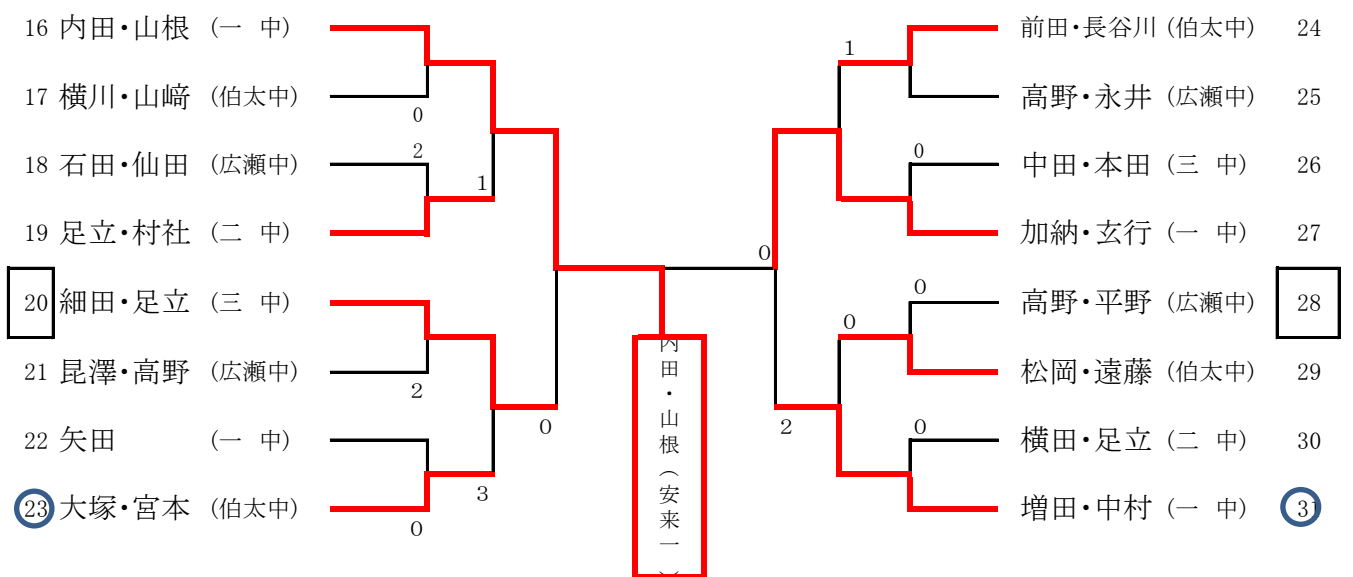 16 内田・山根 (一 中)
17 横川・山﨑 (伯太中)
0
18 石田・仙田 (広瀬中)
2
1
19 足立・村社 (二 中)
20 細田・足立 (三 中)
21 昆澤・高野 (広瀬中)
2
0
22 矢田 (一 中)
3
23 大塚・宮本 (伯太中)
0
内田・山根(安来一)
前田・長谷川 (伯太中) 24
1
高野・永井 (広瀬中) 25
0
中田・本田 (三 中) 26
加納・玄行 (一 中) 27
0
0
高野・平野 (広瀬中) 28
0
松岡・遠藤 (伯太中) 29
2
0
横田・足立 (二 中) 30
増田・中村 (一 中) 31